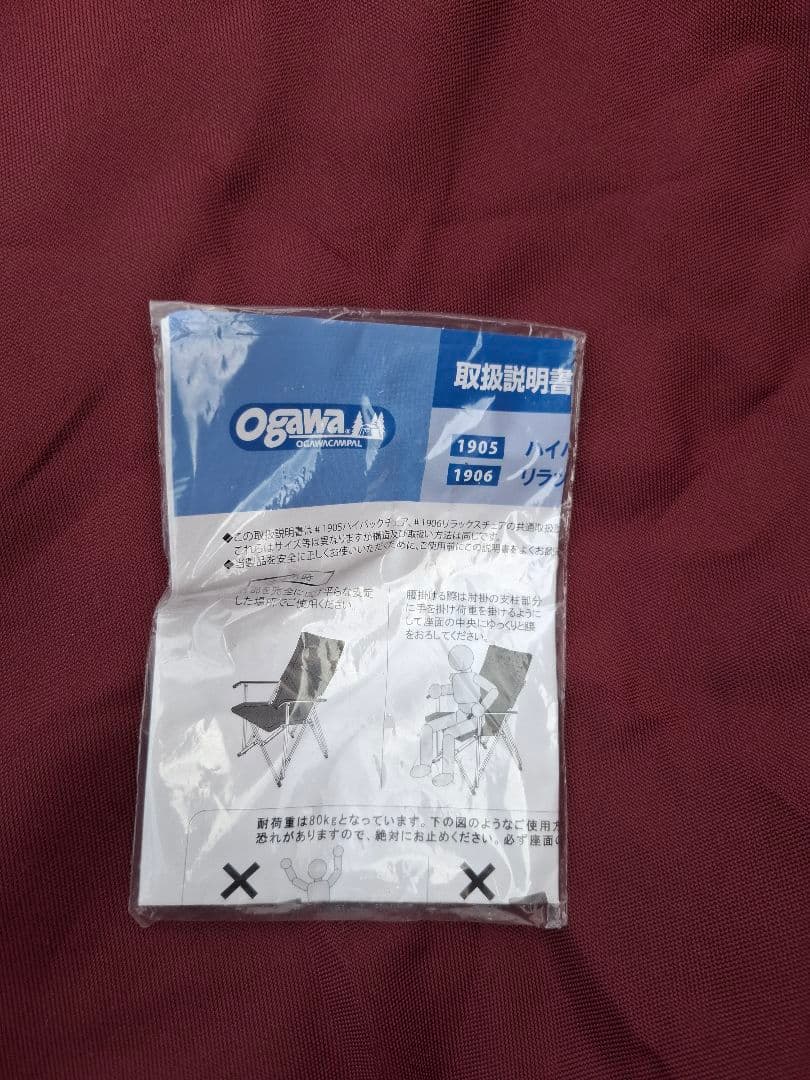 取扱説明書
ogawa
OGAWACAMPAL
1905 ハイバ
1906 リラッ
◆この取扱説明書は#1905ハイバックチェア、#1906リラックスチェアの共通取扱
これらはサイズ等は異なりますが構造及び取扱い方法は同じです。
◆当製品を安全に正しくお使いいただくために、ご使用前にこの説明書をよくお読
平らな安定
した場所でご使用ください。
腰掛ける際は肘掛の支柱部分
に手を掛け荷重を掛けるように
して座面の中央にゆっくりと腰
をおろしてください。
耐荷重は80kgとなっています。下の図のようなご使用方
恐れがありますので、絶対にお止めください。必ず座面の